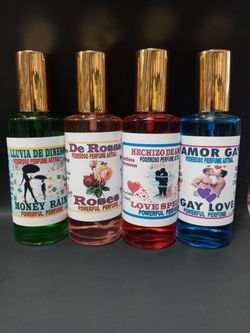 LLUVIA DE DINERO
PODEROSO PERFUME ASTRAL
MONEY RAIN
POWERFUL PERFUME
De Rosas
PODEROSO PERFUME ASTRAL
Roses
POWERFUL PERFUME
HECHIZO DE AMOR
PODEROSO PERFUME
LOVE SPELL
POWERFUL PERFUME
AMOR GAY
PODEROSO PERFUME ASTRAL
GAY LOVE
POWERFUL PERFUME